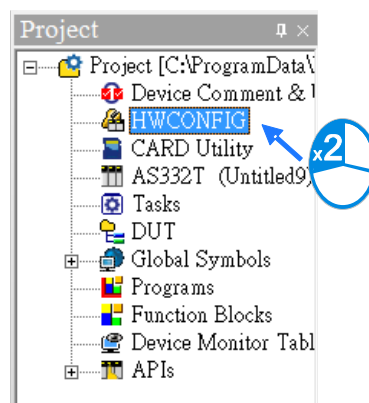 Project
Project [C:\ProgramData\
Device Comment &
HWCONFIG
x2
CARD Utility
AS332T (Untitled9)
Tasks
DUT
Global Symbols
Programs
Function Blocks
Device Monitor Tabl
APIs